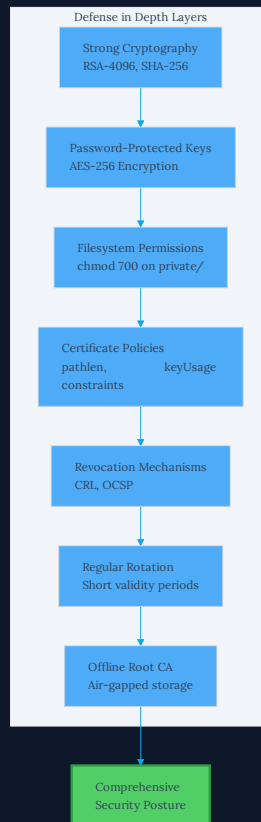 Defense in Depth Layers
Strong Cryptography
RSA-4096, SHA-256
Password-Protected Keys
AES-256 Encryption
Filesystem Permissions
chmod 700 on private/
Certificate Policies
pathlen, keyUsage
constraints
Revocation Mechanisms
CRL, OCSP
Regular Rotation
Short validity periods
Offline Root CA
Air-gapped storage
Comprehensive
Security Posture